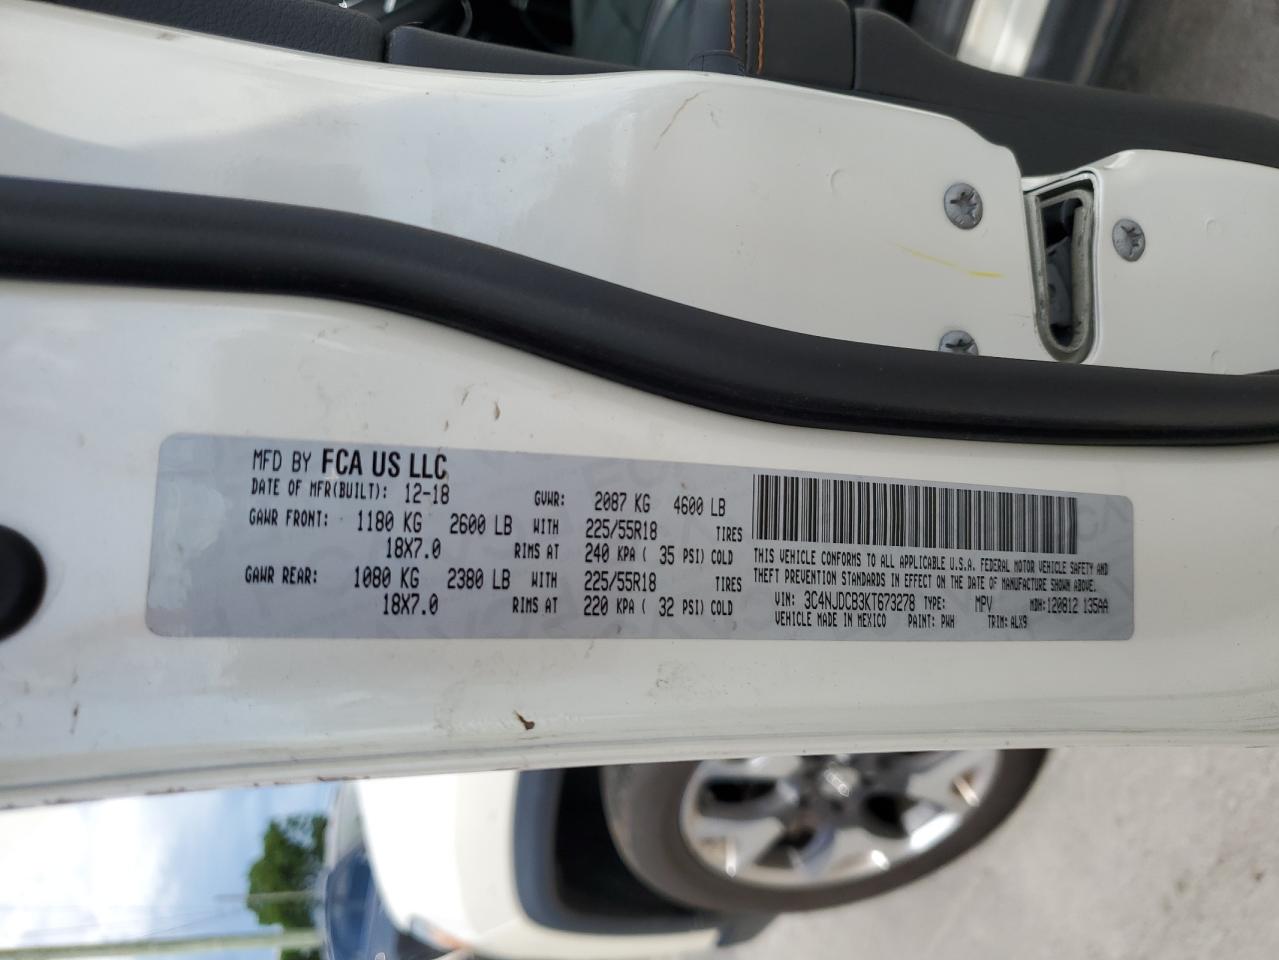 MFD BY FCA US LLC
DATE OF MFR(BUILT): 12-18 GVWR: 2087 KG 4600 LB
GAWR FRONT: 1180 KG 2600 LB WITH 225/55R18 TIRES
18X7.0 RIMS AT 240 KPA ( 35 PSI) COLD
GAWR REAR: 1080 KG 2380 LB WITH 225/55R18 TIRES
18X7.0 RIMS AT 220 KPA ( 32 PSI) COLD
THIS VEHICLE CONFORMS TO ALL APPLICABLE U.S.A. FEDERAL MOTOR VEHICLE SAFETY AND
THEFT PREVENTION STANDARDS IN EFFECT ON THE DATE OF MANUFACTURE SHOWN ABOVE.
VIN: 3C4NJDCB3KT673278 TYPE: MPV MDH: 120812 135AA
VEHICLE MADE IN MEXICO PAINT: PWH TRIM: ALX9